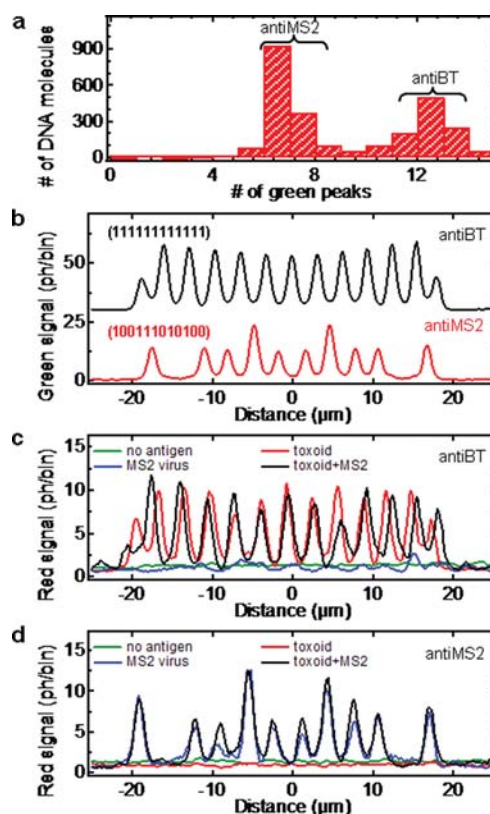 a
antiMS2
antiBT
900
600
300
0
# of DNA molecules
0 4 8 12
# of green peaks
b
(111111111111)
antiBT
50
25
0
Green signal (ph/bin)
antiMS2
(100111010100)
-20 -10 0 10 20
Distance (µm)
c
no antigen toxoid antiBT
MS2 virus toxoid+MS2
15
10
5
0
Red signal (ph/bin)
-20 -10 0 10 20
Distance (µm)
d
no antigen toxoid antiMS2
MS2 virus toxoid+MS2
15
10
5
0
Red signal (ph/bin)
-20 -10 0 10 20
Distance (µm)